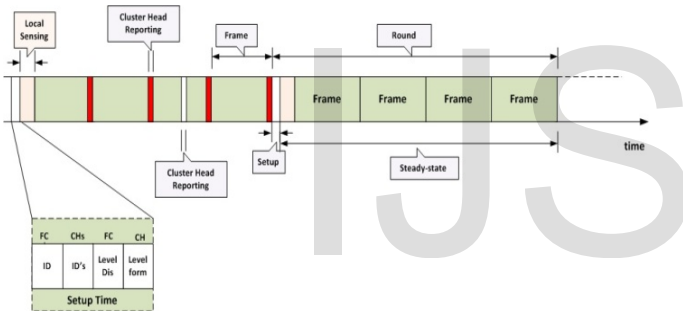 Local
Sensing
Cluster Head
Reporting
Frame
Round
Frame
Frame
Frame
Frame
time
Cluster Head
Reporting
Setup
Steady-state
FC CHs FC CH
ID ID's Level Dis Level form
Setup Time
IJS